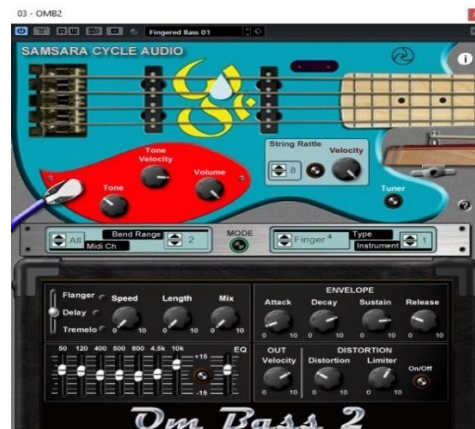 03 - OMB2
Fingered Bass 01
SAMSARA CYCLE AUDIO
i
String Rattle
Velocity
8
Tone
Velocity
Volume
Tone
Tuner
?
All
Bend Range
Midi Ch
2
MODE
Finger 4
Type
Instrument
1
Flanger
Delay
Tremelo
Speed
Length
Mix
0 10
0 10
0 10
ENVELOPE
Attack
Decay
Sustain
Release
0 10
0 10
0 10
0 10
50 120 400 500 800 4.5k 10k
+15
EQ
-15
OUT
Velocity
0 10
DISTORTION
Distortion
Limiter
On/Off
0 10
0 10
Om Bass 2